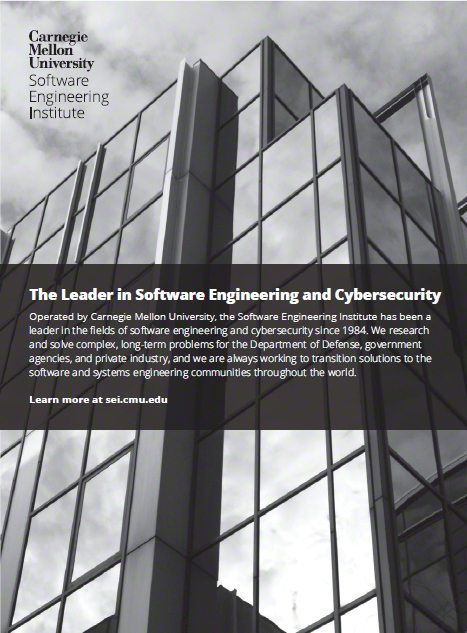 Carnegie
Mellon
University
Software
Engineering
Institute
The Leader in Software Engineering and Cybersecurity
Operated by Carnegie Mellon University, the Software Engineering Institute has been a
leader in the fields of software engineering and cybersecurity since 1984. We research
and solve complex, long-term problems for the Department of Defense, government
agencies, and private industry, and we are always working to transition solutions to the
software and systems engineering communities throughout the world.
Learn more at sei.cmu.edu